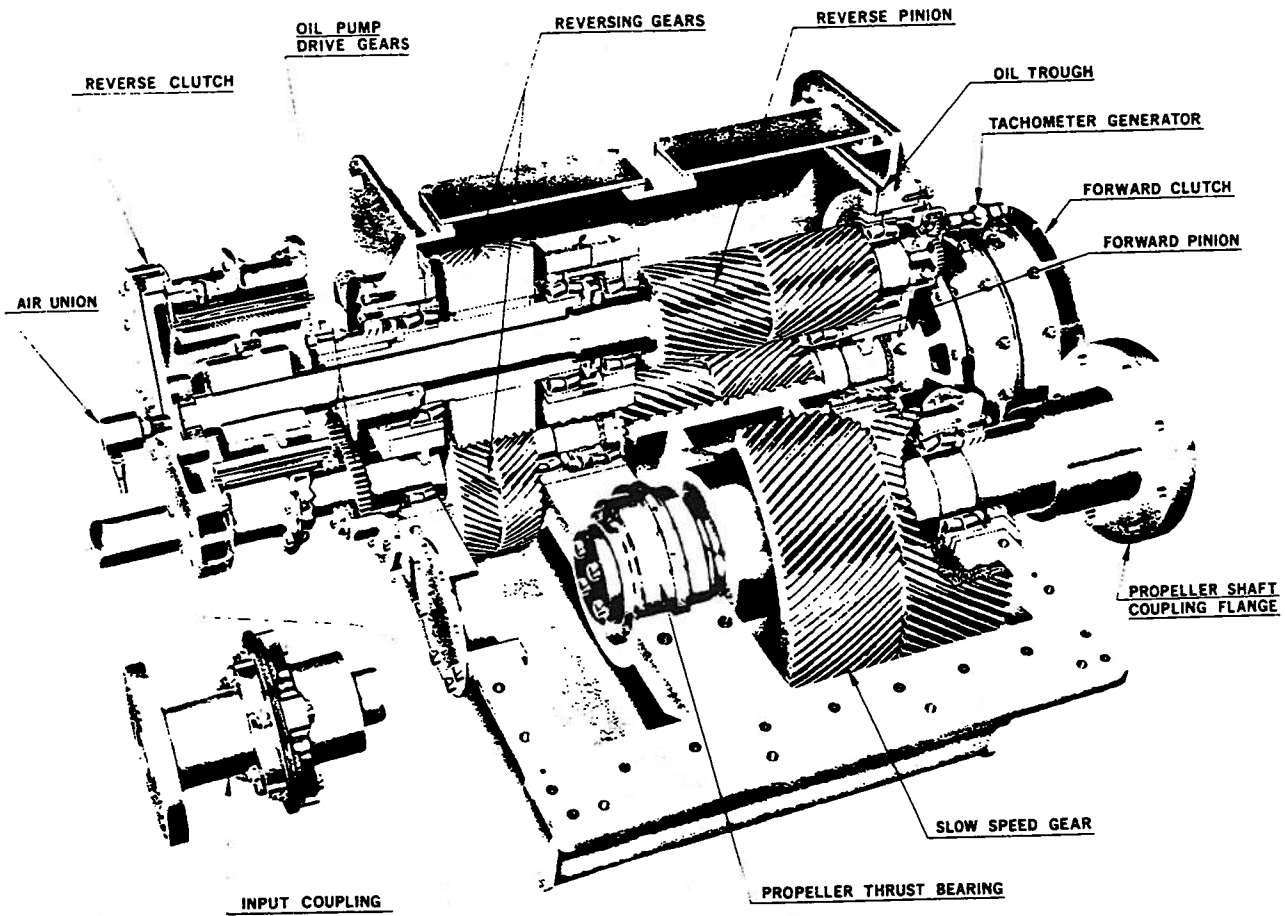 OIL PUMP
DRIVE GEARS
REVERSING GEARS
REVERSE PINION
REVERSE CLUTCH
OIL TROUGH
TACHOMETER GENERATOR
FORWARD CLUTCH
FORWARD PINION
AIR UNION
PROPELLER SHAFT
COUPLING FLANGE
SLOW SPEED GEAR
PROPELLER THRUST BEARING
INPUT COUPLING